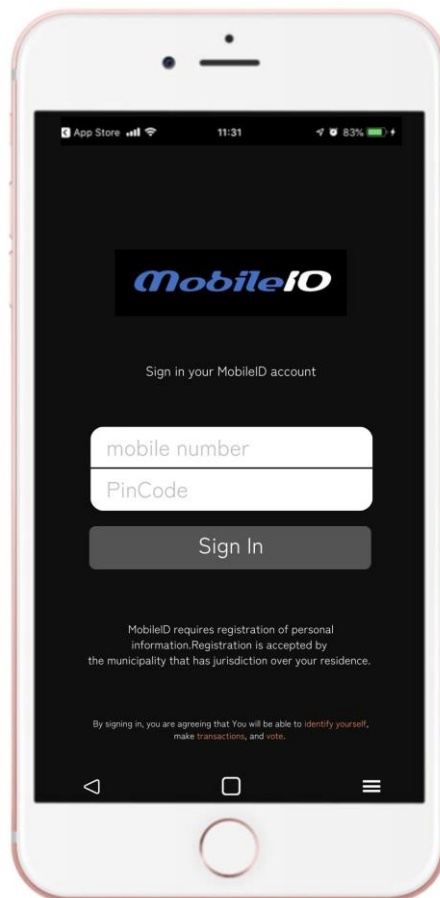 App Store 11:31 83%
MobileIO
Sign in your MobileID account
mobile number
PinCode
Sign In
MobileID requires registration of personal
information.Registration is accepted by
the municipality that has jurisdiction over your residence.
By signing in, you are agreeing that You will be able to identify yourself,
make transactions, and vote.